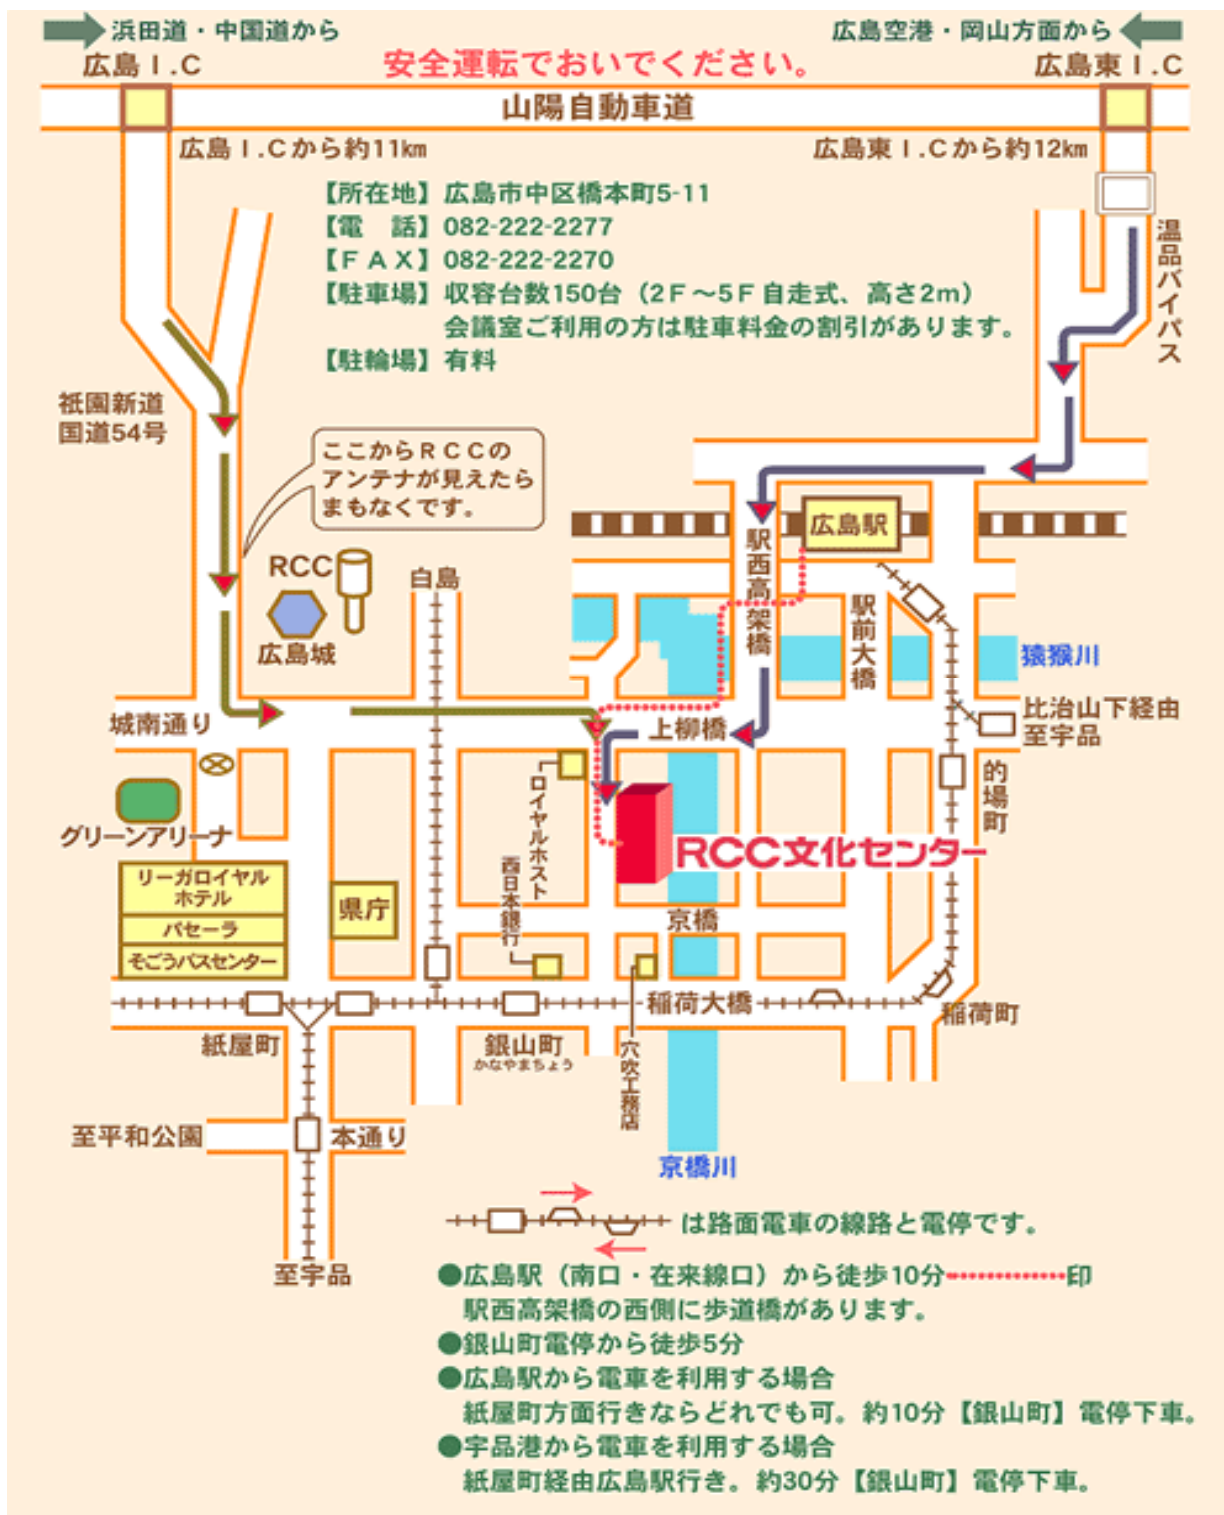 浜田道・中国道から
広島空港・岡山方面から
広島Ｉ.Ｃ
安全運転でおいでください。
広島東Ｉ.Ｃ
山陽自動車道
広島Ｉ.Ｃから約11㎞
広島東Ｉ.Ｃから約12㎞
【所在地】広島市中区橋本町5-11
【電　話】082-222-2277
【ＦＡＸ】082-222-2270
【駐車場】収容台数150台（2Ｆ～5Ｆ自走式、高さ2ｍ）
会議室ご利用の方は駐車料金の割引があります。
【駐輪場】有料
温品バイパス
祇園新道
国道54号
ここからＲＣＣの
アンテナが見えたら
まもなくです。
広島駅
駅西高架橋
RCC
白島
広島城
駅前大橋
猿猴川
城南通り
上柳橋
比治山下経由
至宇品
的場町
ロイヤルホスト
グリーンアリーナ
RCC文化センター
西日本銀行
リーガロイヤル
ホテル
パセーラ
そごうバスセンター
県庁
京橋
稲荷大橋
稲荷町
紙屋町
銀山町
かなやまちょう
穴吹工務店
至平和公園
本通り
京橋川
至宇品
は路面電車の線路と電停です。
●広島駅（南口・在来線口）から徒歩10分 印
駅西高架橋の西側に歩道橋があります。
●銀山町電停から徒歩5分
●広島駅から電車を利用する場合
紙屋町方面行きならどれでも可。約10分【銀山町】電停下車。
●宇品港から電車を利用する場合
紙屋町経由広島駅行き。約30分【銀山町】電停下車。